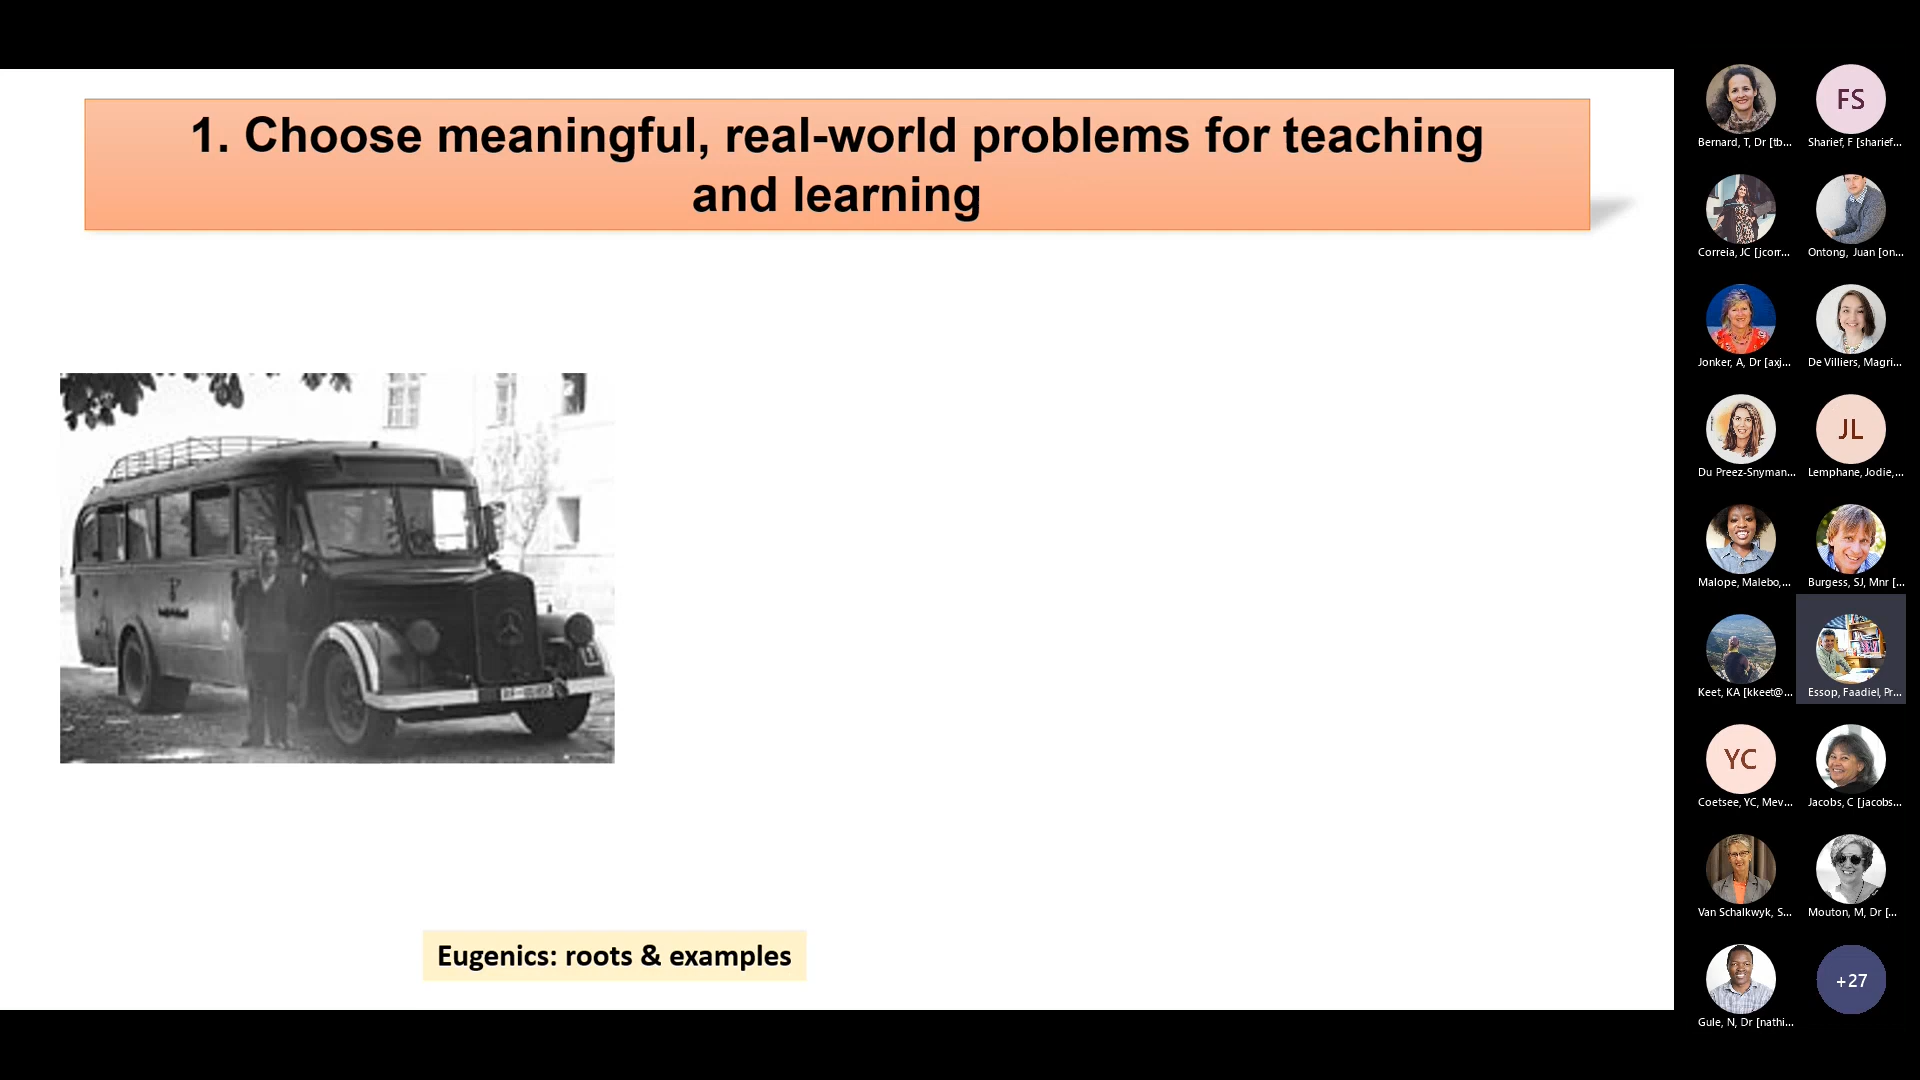 1. Choose meaningful, real-world problems for teaching
and learning
Eugenics: roots & examples
FS
Bernard, T, Dr [tb...
Sharief, F [sharief...
Correia, JC [jcorr...
Ontong, Juan [on...
Jonker, A, Dr [axj...
De Villiers, Magri...
JL
Du Preez-Snyman...
Lemphane, Jodie,...
Malope, Malebo,...
Burgess, SJ, Mnr [...
Keet, KA [kkeet@...
Essop, Faadiel, Pr...
YC
Coetsee, YC, Mev...
Jacobs, C [jacobs...
Van Schalkwyk, S...
Mouton, M, Dr [...
+27
Gule, N, Dr [nathi...